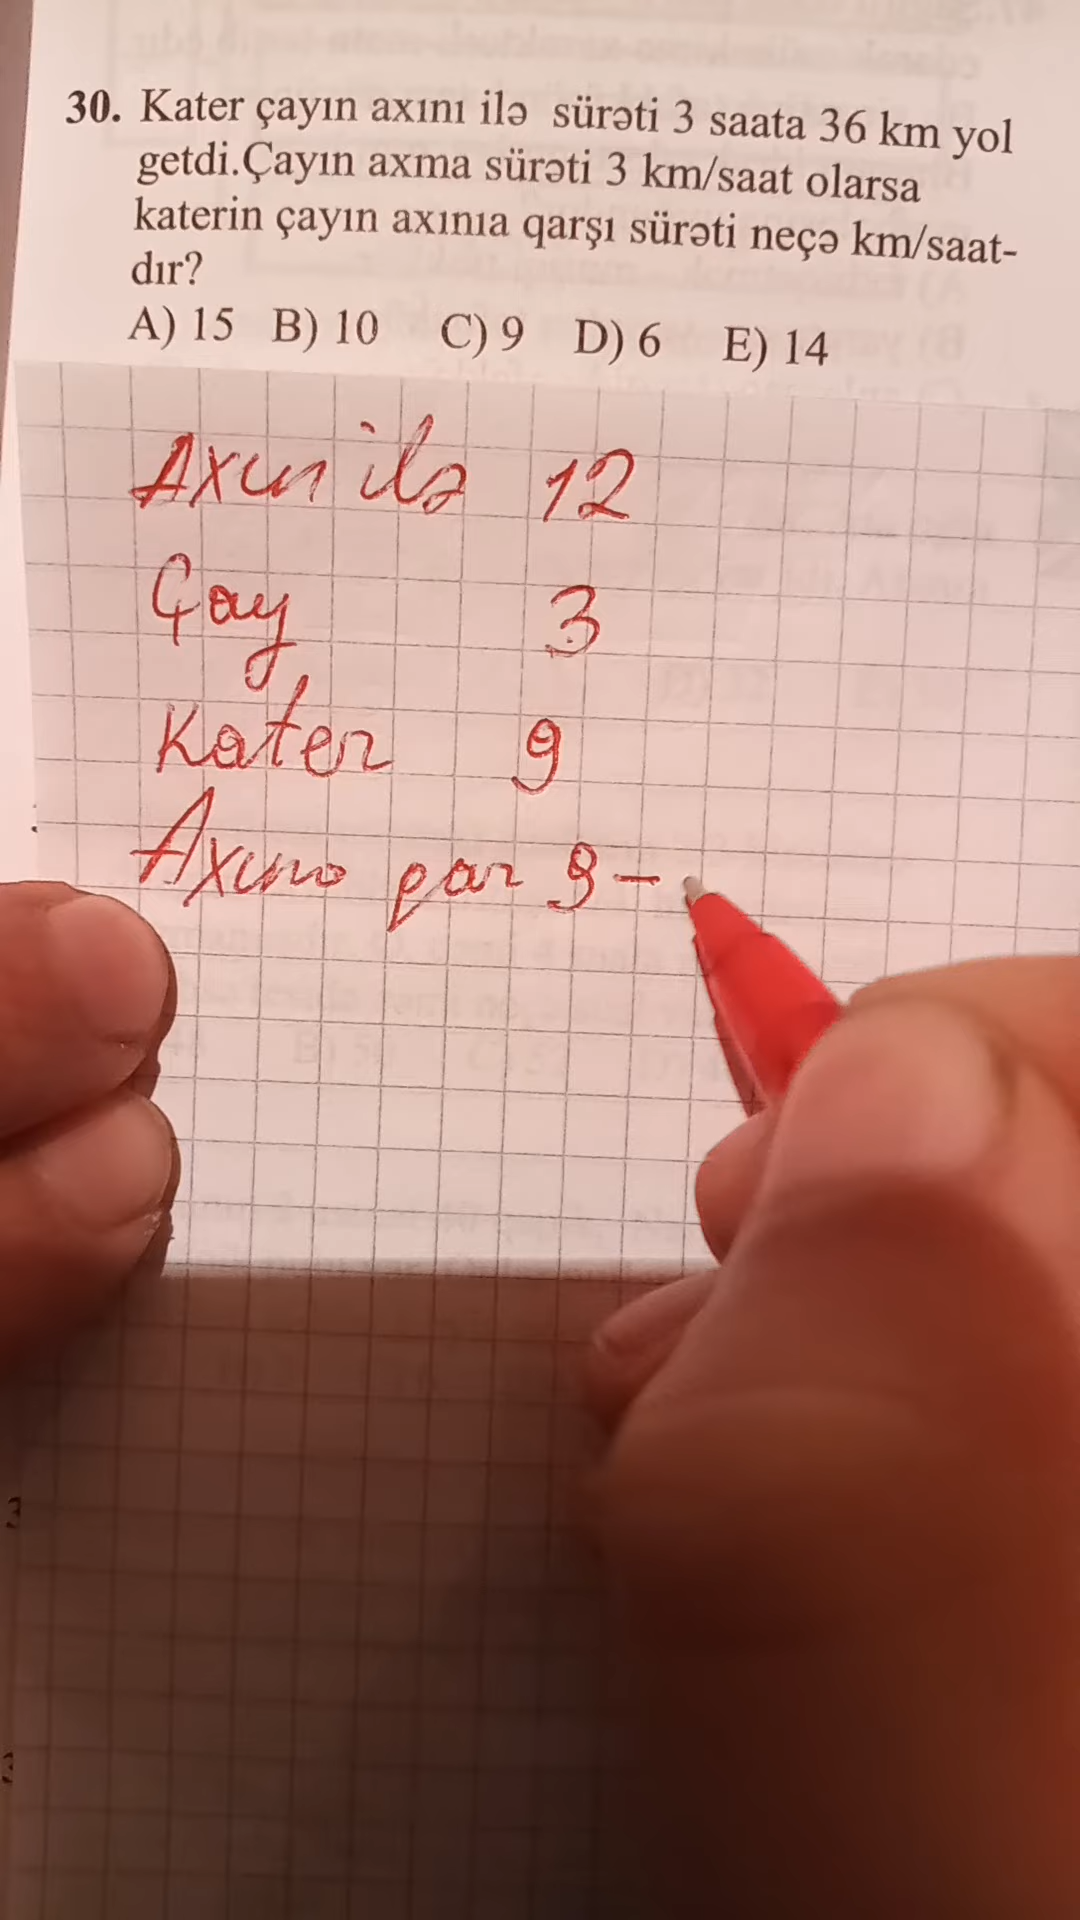 30. Kater çayın axını ilə sürəti 3 saata 36 km yol
getdi.Çayın axma sürəti 3 km/saat olarsa
katerin çayın axınıa qarşı sürəti neçə km/saat-
dır?
A) 15 B) 10 C) 9 D) 6 E) 14
Axın ilə 12
Çay 3
Kater 9
9 –